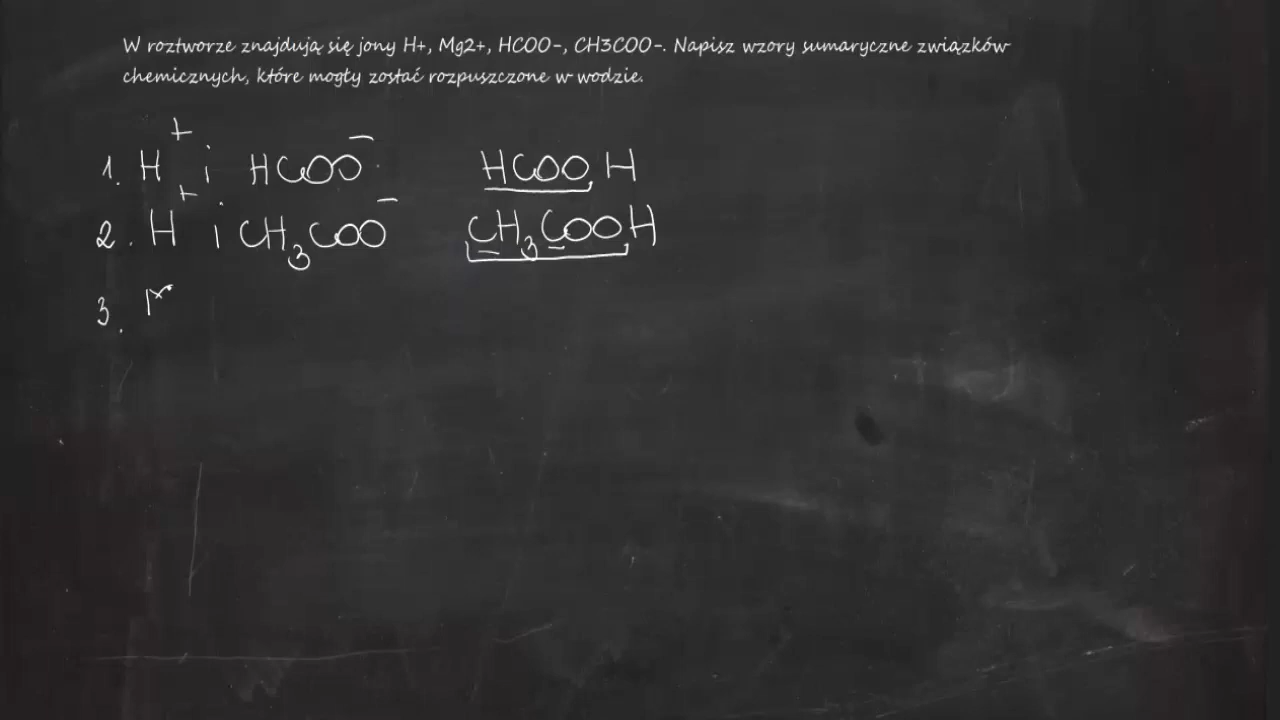 W roztworze znajdują się jony H+, Mg2+, HCOO-, CH3COO-. Napisz wzory sumaryczne związków
chemicznych, które mogły zostać rozpuszczone w wodzie.
1. H⁺ i HCOO⁻ HCOOH
2. H⁺ i CH₃COO⁻ CH₃COOH
3.